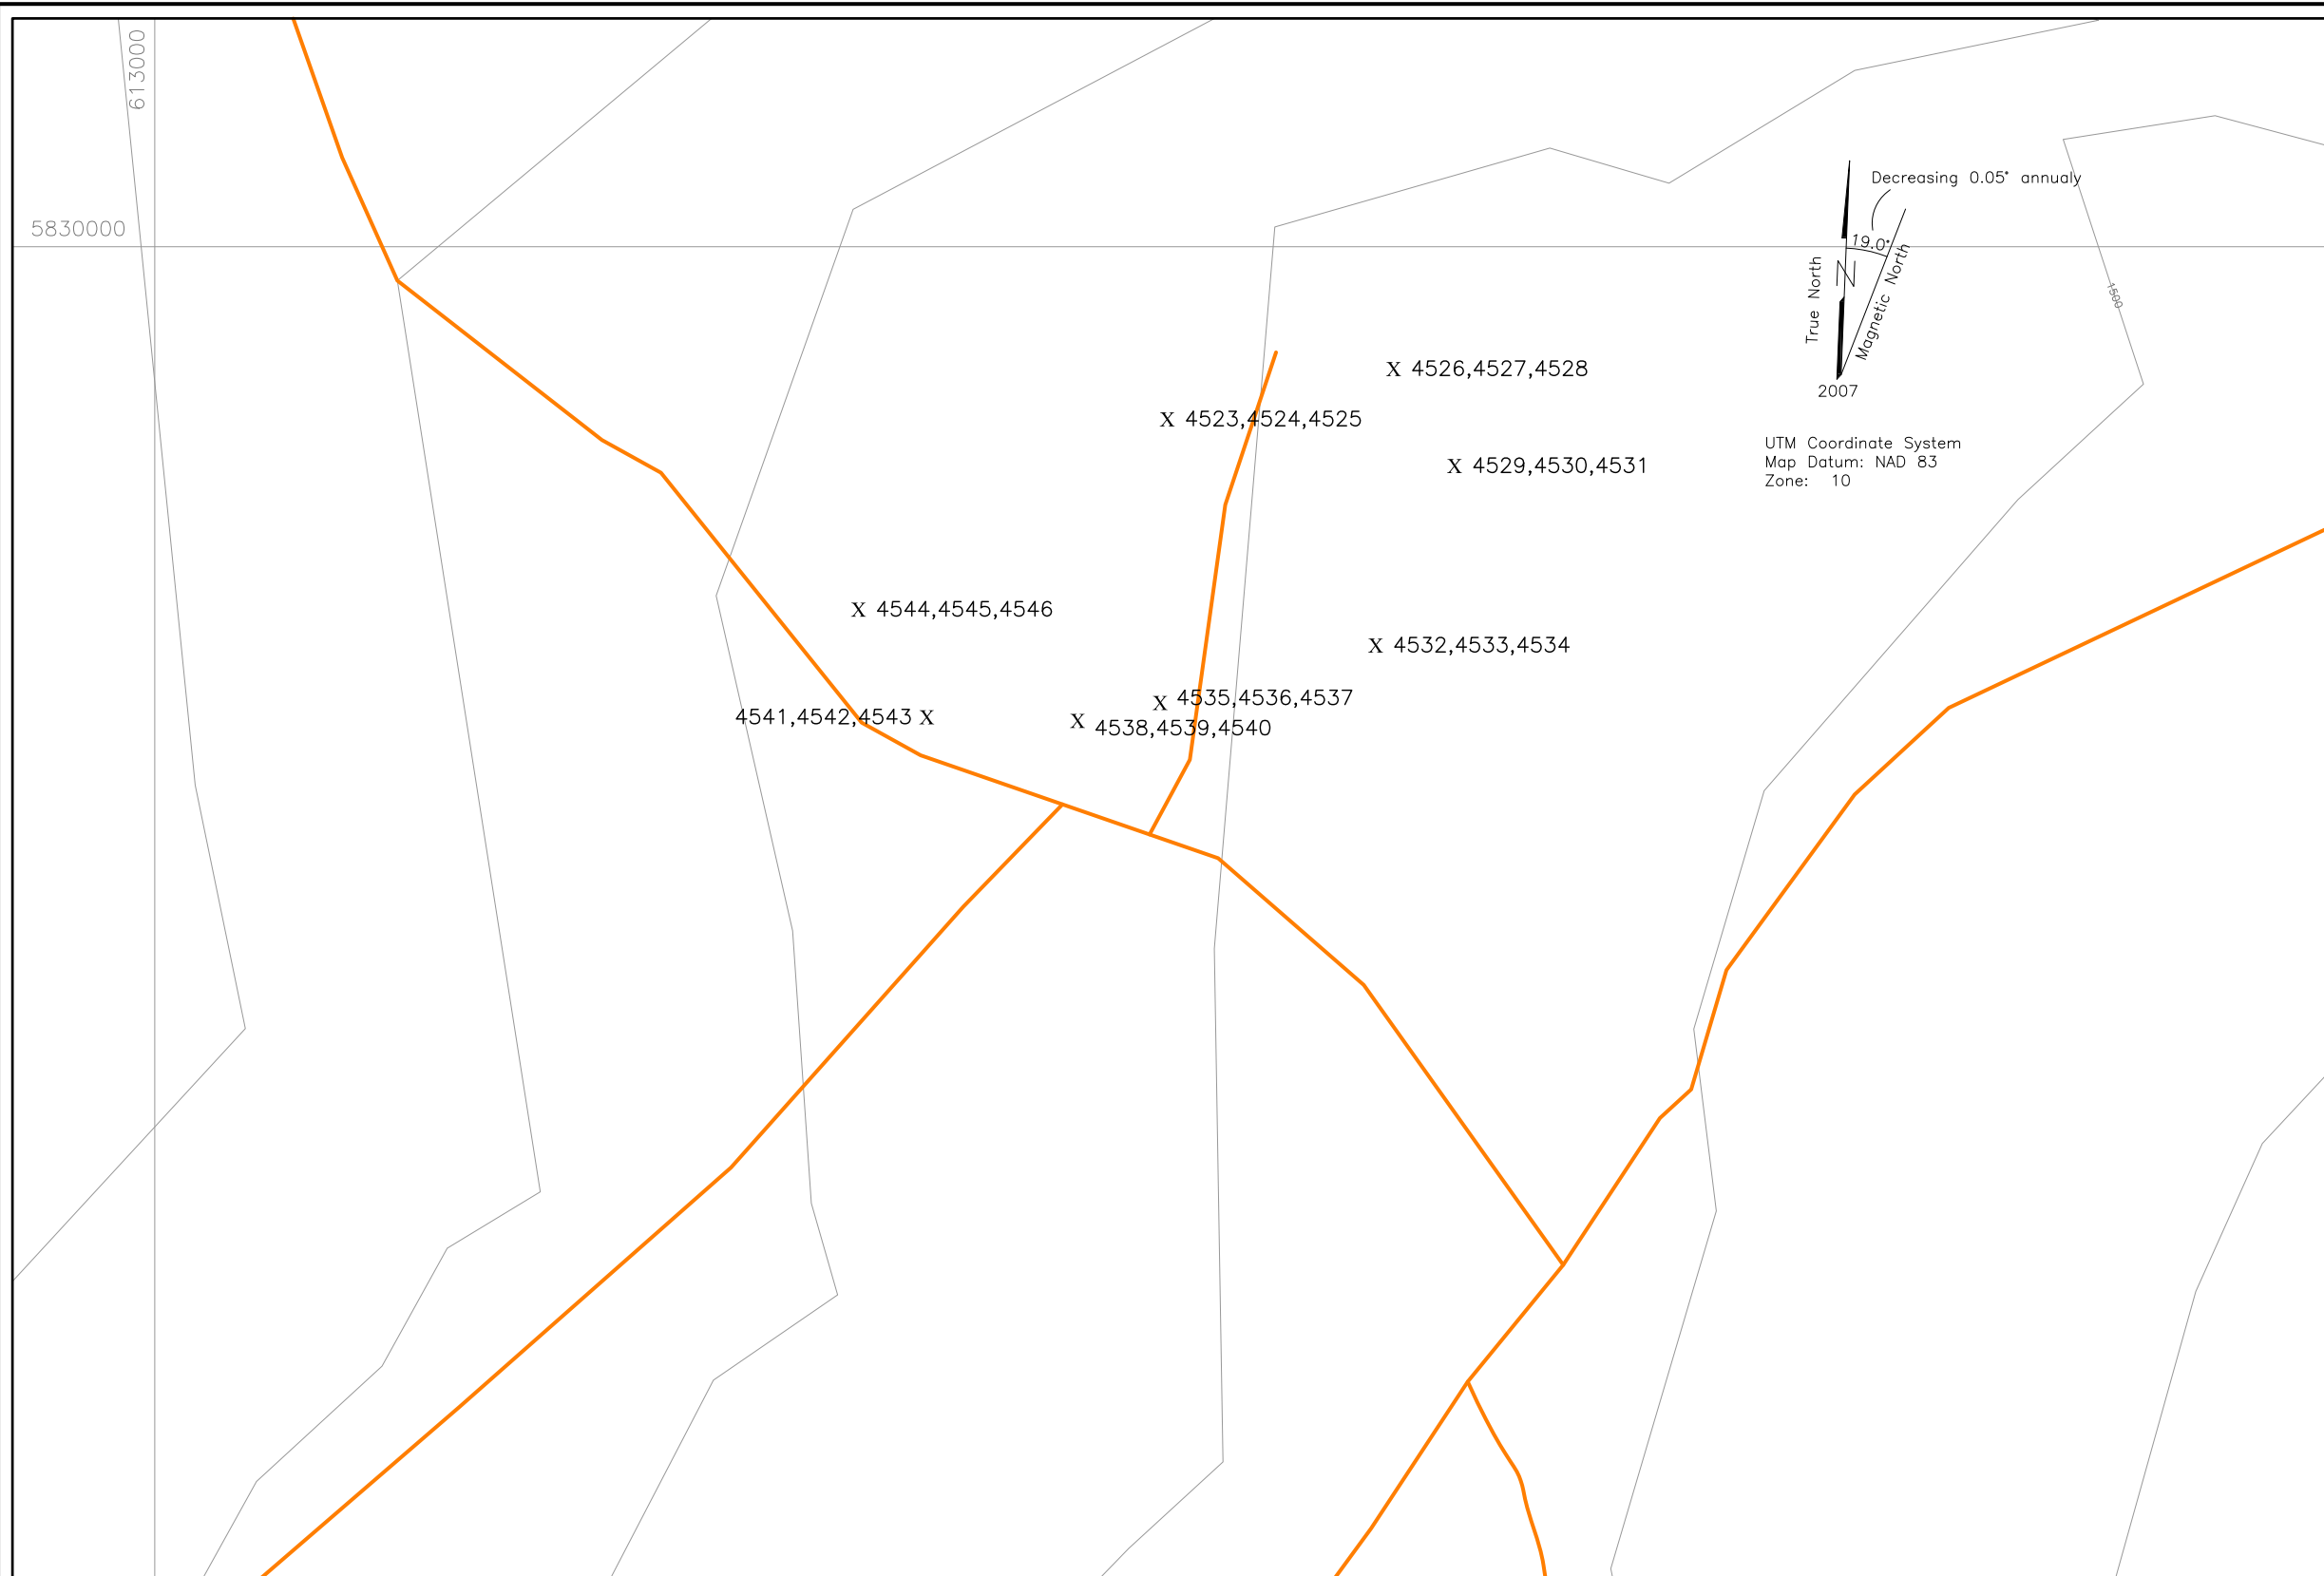 613000
5830000
Decreasing 0.05° annualy
19.0°
True North
N
Magnetic North
2007
1500
UTM Coordinate System
Map Datum: NAD 83
Zone: 10
X 4526,4527,4528
X 4523,4524,4525
X 4529,4530,4531
X 4544,4545,4546
X 4532,4533,4534
X 4535,4536,4537
4541,4542,4543 X
X 4538,4539,4540